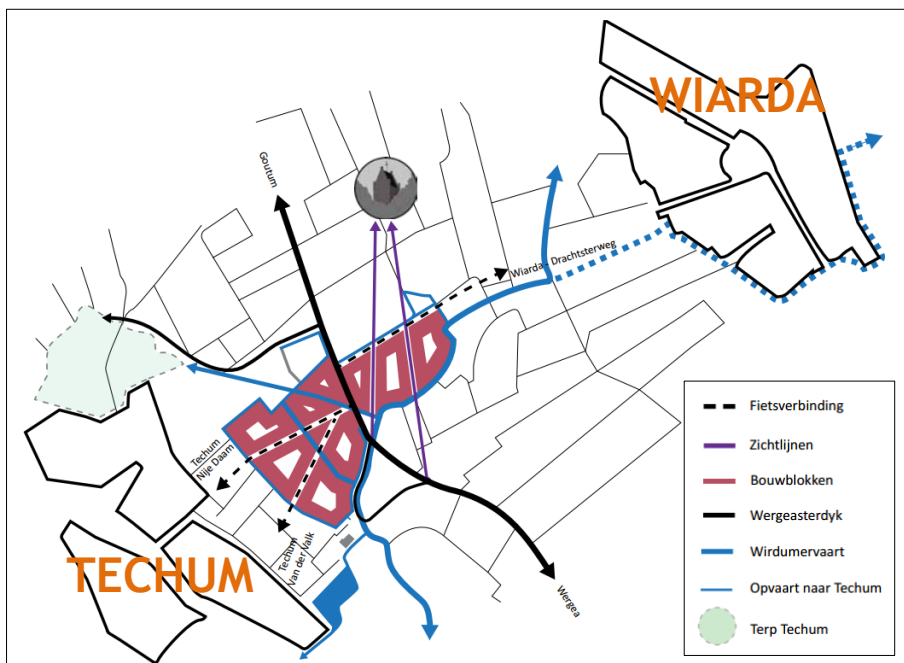 WIARDA
Goutum
Wiarda - Drachtsterweg
Techum
Nije Daam
Techum
Van der Valk
TECHUM
Wergea
Fietsverbinding
Zichtlijnen
Bouwblokken
Wergeasterdyk
Wirdumervaart
Opvaart naar Techum
Terp Techum